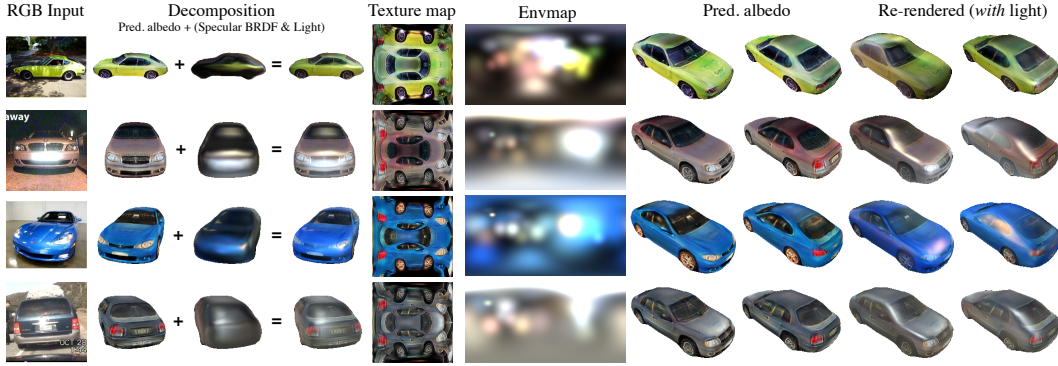 RGB Input
Decomposition
Pred. albedo + (Specular BRDF & Light)
Texture map
Envmap
Pred. albedo
Re-rendered (with light)
+
=
away
+
=
+
=
+
=
OCT 28